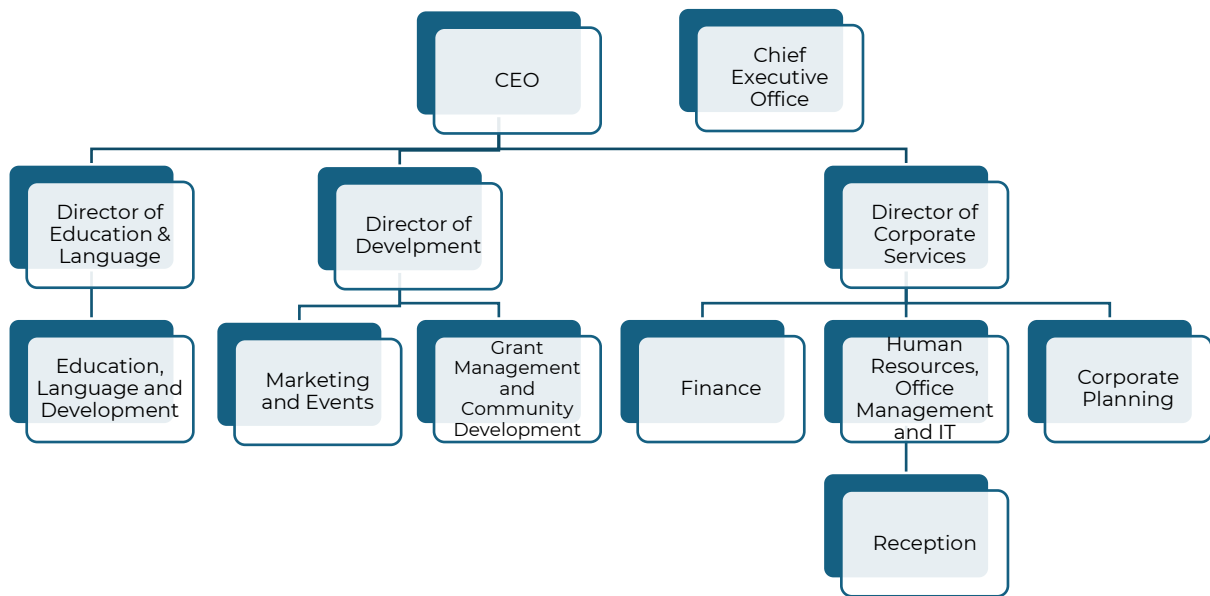 CEO
Chief
Executive
Office
Director of
Education &
Language
Director of
Develpment
Director of
Corporate
Services
Education,
Language and
Development
Marketing
and Events
Grant
Management
and
Community
Development
Finance
Human
Resources,
Office
Management
and IT
Corporate
Planning
Reception